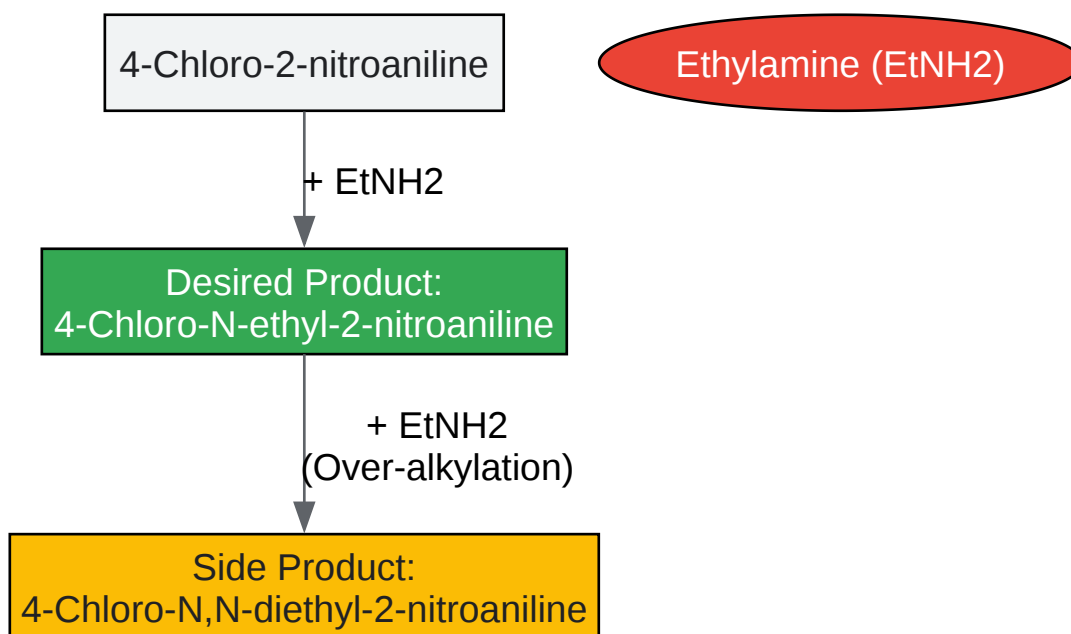 4-Chloro-2-nitroaniline
Ethylamine (EtNH2)
+ EtNH2
Desired Product:
4-Chloro-N-ethyl-2-nitroaniline
+ EtNH2
(Over-alkylation)
Side Product:
4-Chloro-N,N-diethyl-2-nitroaniline